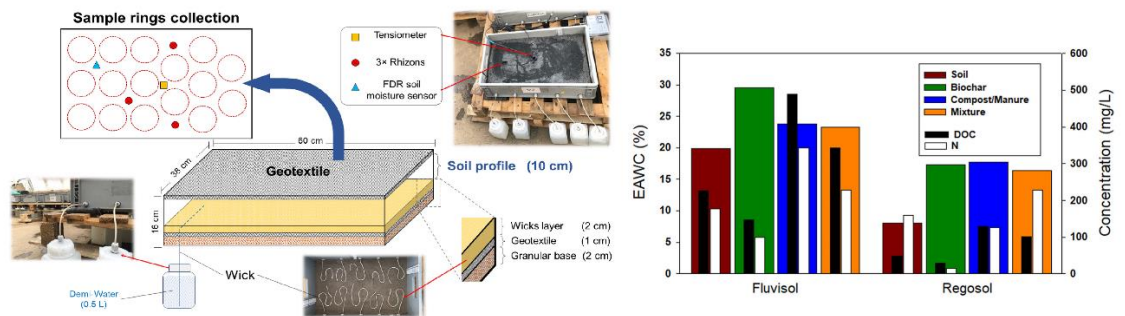 Sample rings collection
Tensiometer
3× Rhizons
FDR soil
moisture sensor
60 cm
38 cm
Geotextile
Soil profile (10 cm)
16 cm
Wicks layer (2 cm)
Geotextile (1 cm)
Granular base (2 cm)
Wick
Demi Water
(0.5 L)
EAWC (%)
35
30
25
20
15
10
5
0
Soil
Biochar
Compost/Manure
Mixture
DOC
N
600
500
400
300
200
100
0
Concentration (mg/L)
Fluvisol
Regosol